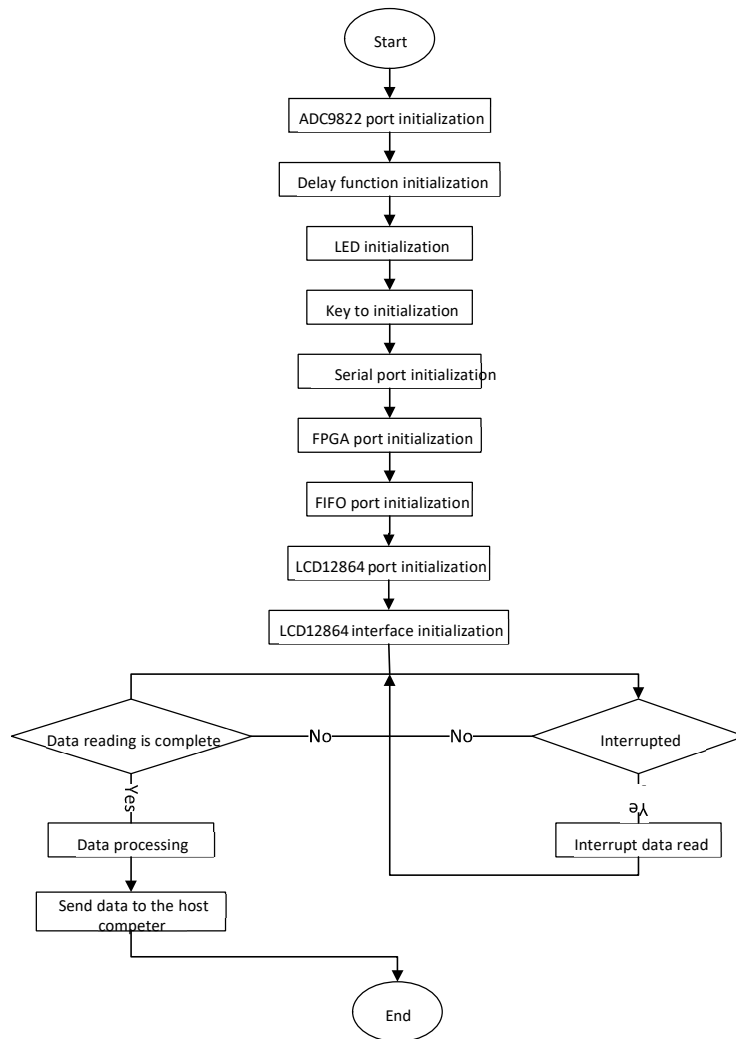 Start
ADC9822 port initialization
Delay function initialization
LED initialization
Key to initialization
Serial port initialization
FPGA port initialization
FIFO port initialization
LCD12864 port initialization
LCD12864 interface initialization
Data reading is complete
No
No
Interrupted
Yes
Ye
Data processing
Interrupt data read
Send data to the host
competer
End